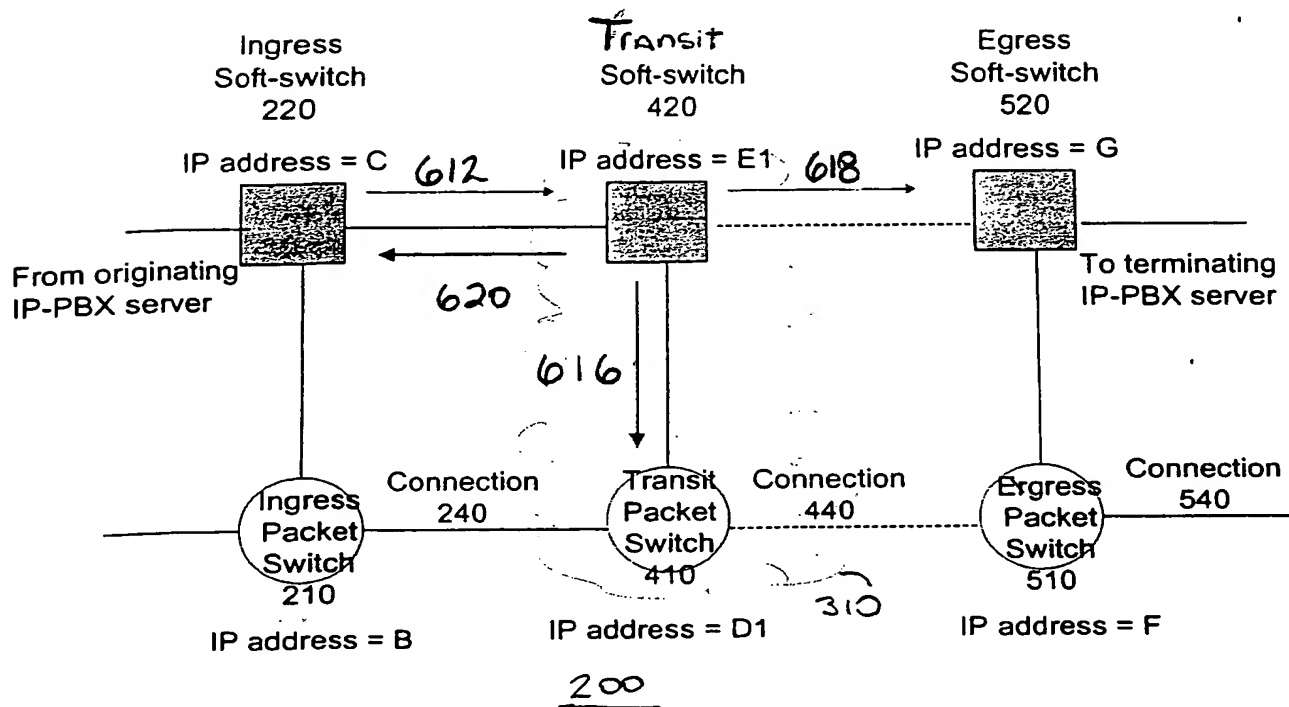 Ingress
Soft-switch
220
IP address = C
Transit
Soft-switch
420
IP address = E1
Egress
Soft-switch
520
IP address = G
612
618
From originating
IP-PBX server
620
To terminating
IP-PBX server
616
Ingress
Packet
Switch
210
Connection
240
Transit
Packet
Switch
410
Connection
440
Ergress
Packet
Switch
510
Connection
540
310
IP address = B
IP address = D1
IP address = F
200